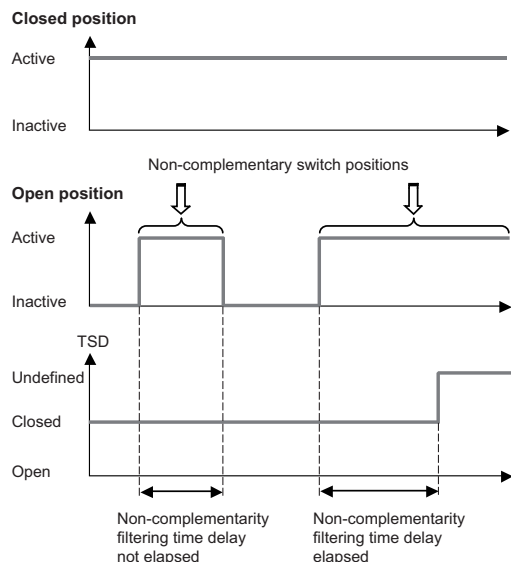 Closed position
Active
Inactive
Non-complementary switch positions
Open position
Active
Inactive
TSD
Undefined
Closed
Open
Non-complementarity
filtering time delay
not elapsed
Non-complementarity
filtering time delay
elapsed